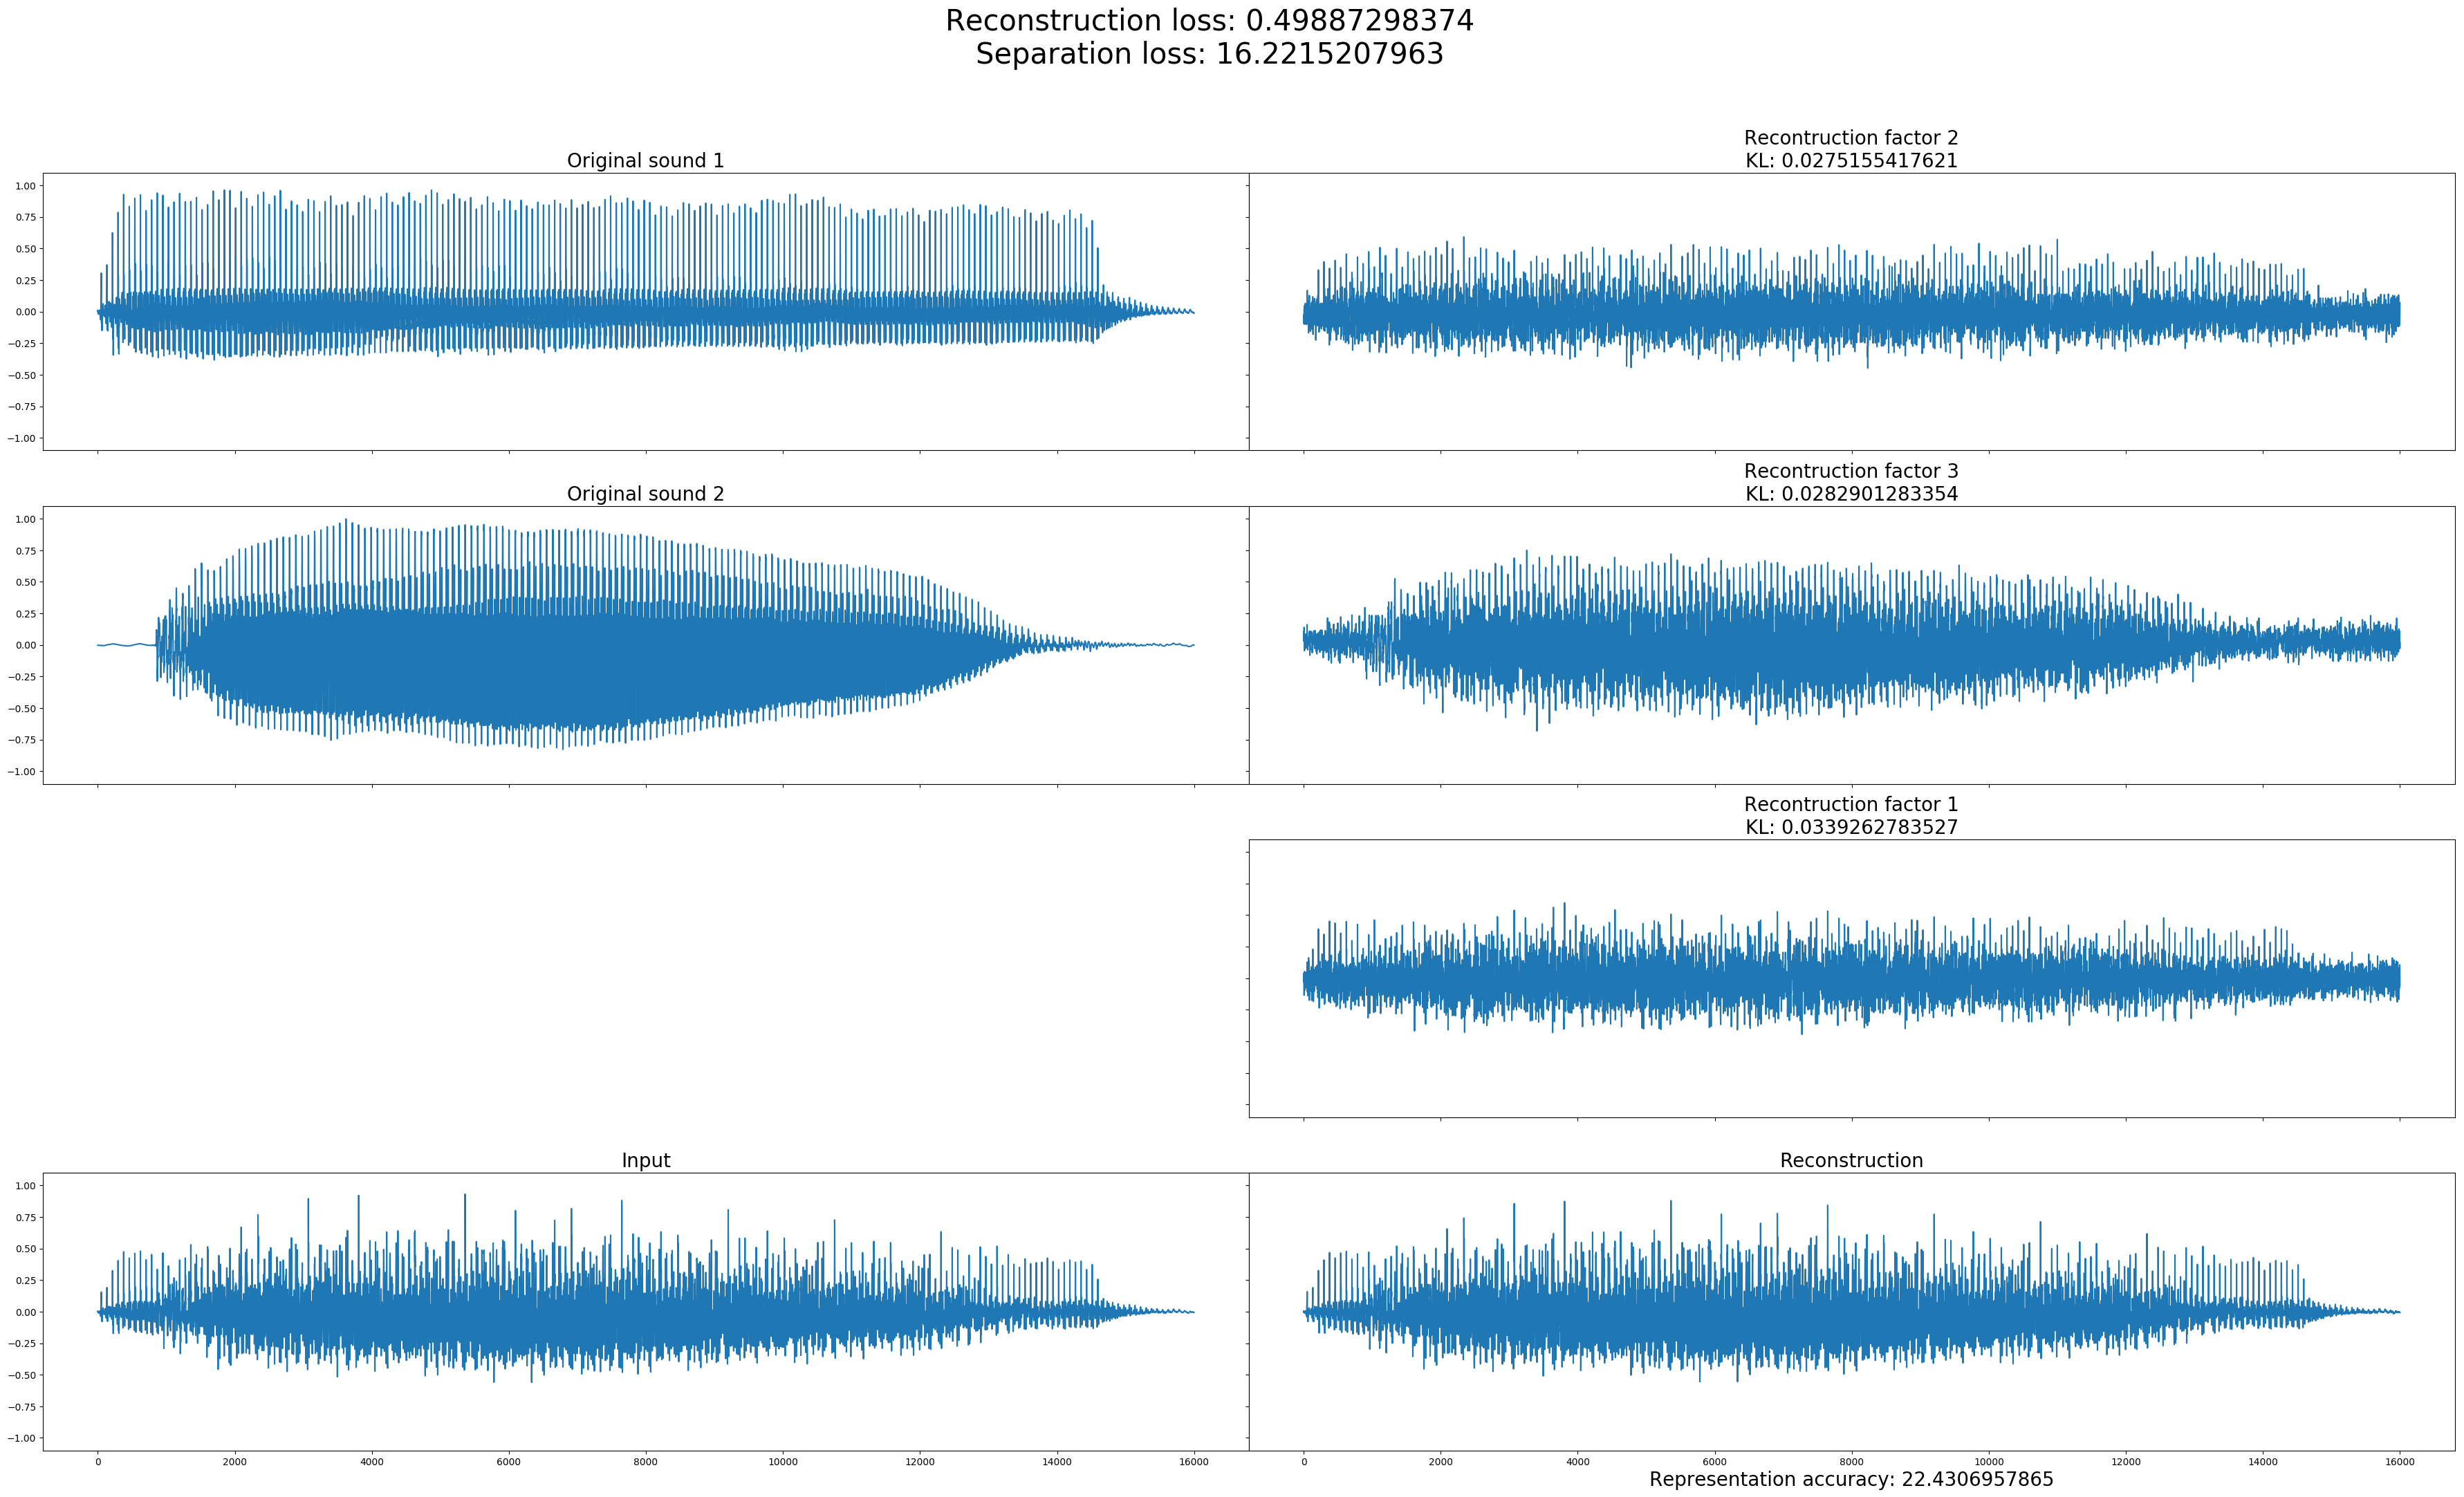 Reconstruction loss: 0.49887298374
Separation loss: 16.2215207963
Original sound 1
1.00
0.75
0.50
0.25
0.00
−0.25
−0.50
−0.75
−1.00
Recontruction factor 2
KL: 0.0275155417621
Original sound 2
1.00
0.75
0.50
0.25
0.00
−0.25
−0.50
−0.75
−1.00
Recontruction factor 3
KL: 0.0282901283354
Recontruction factor 1
KL: 0.0339262783527
Input
1.00
0.75
0.50
0.25
0.00
−0.25
−0.50
−0.75
−1.00
0 2000 4000 6000 8000 10000 12000 14000 16000
Reconstruction
0 2000 4000 6000 8000 10000 12000 14000 16000
Representation accuracy: 22.4306957865